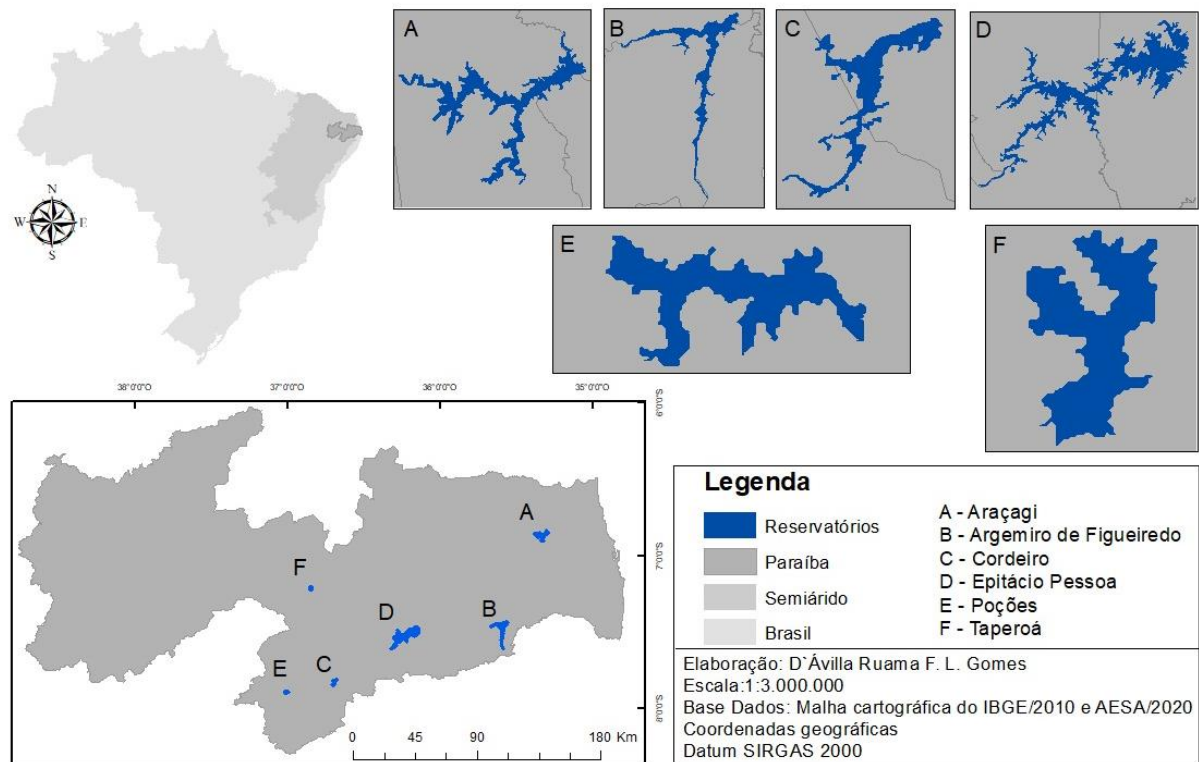 A
B
C
D
N
W
E
S
E
F
38°0'0"O
37°0'0"O
36°0'0"O
35°0'0"O
6°0'0"S
7°0'0"S
8°0'0"S
A
F
D
B
E
C
0 45 90 180 Km
Legenda
Reservatórios
Paraíba
Semiárido
Brasil
A - Araçagi
B - Argemiro de Figueiredo
C - Cordeiro
D - Epitácio Pessoa
E - Poções
F - Taperoá
Elaboração: D`Ávilla Ruama F. L. Gomes
Escala:1:3.000.000
Base Dados: Malha cartográfica do IBGE/2010 e AESA/2020
Coordenadas geográficas
Datum SIRGAS 2000